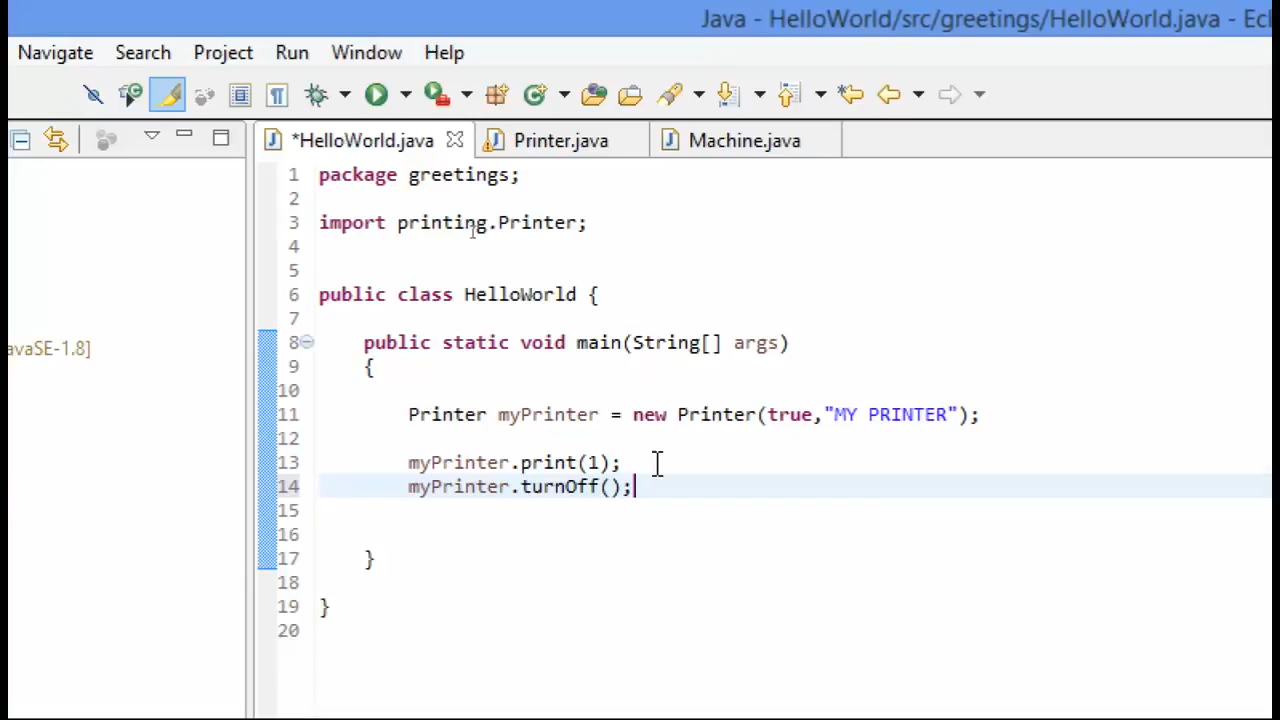 Java - HelloWorld/src/greetings/HelloWorld.java - Ecl
Navigate Search Project Run Window Help
*HelloWorld.java Printer.java Machine.java
1 package greetings;
2
3 import printing.Printer;
4
5
6 public class HelloWorld {
7
8 public static void main(String[] args)
9 {
10
11 Printer myPrinter = new Printer(true,"MY PRINTER");
12
13 myPrinter.print(1);
14 myPrinter.turnOff();
15
16
17 }
18
19 }
20
avaSE-1.8]